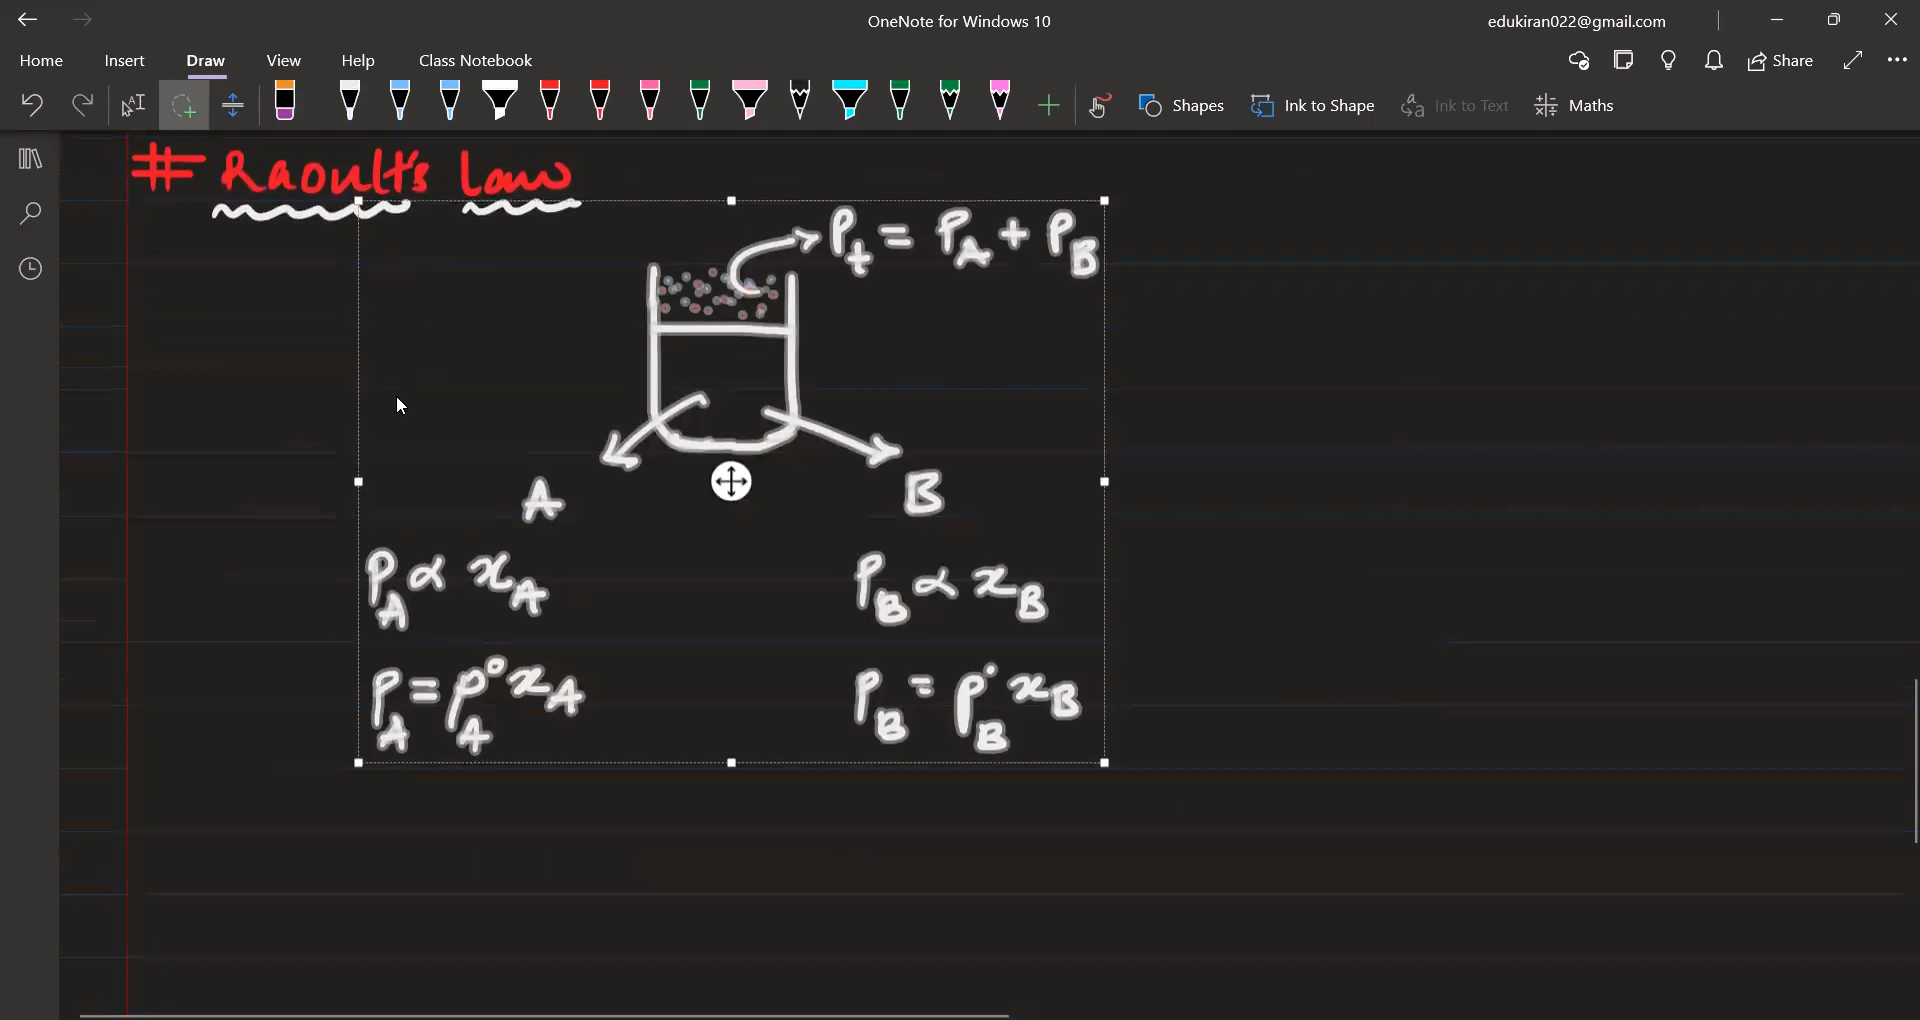 OneNote for Windows 10
edukiran022@gmail.com
Home Insert Draw View Help Class Notebook
Share
Shapes Ink to Shape Ink to Text Maths
# Raoult's Law
Pt = PA + PB
A B
PA ∝ xA PB ∝ xB
PA = P°A xA PB = P°B xB